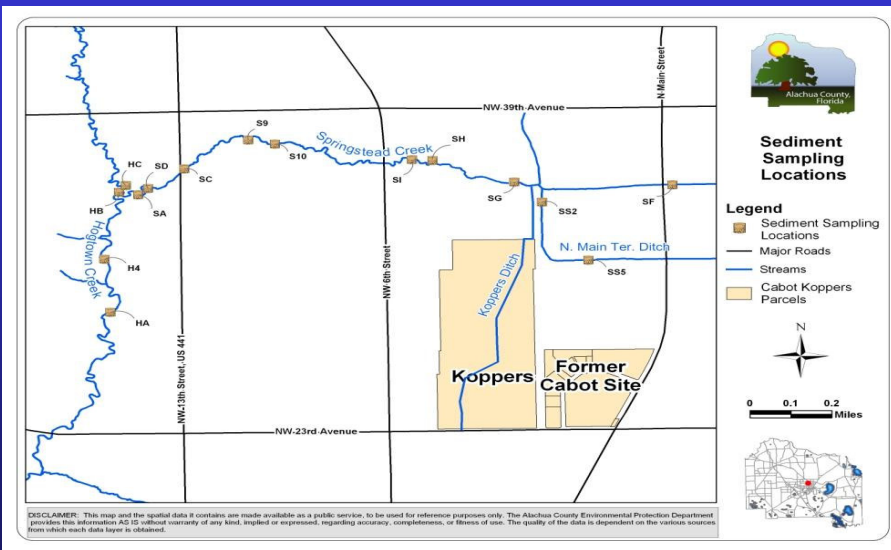 NW 39th Avenue
N Main Street
S9
S10
Springstead Creek
SH
SI
SC
SD
HC
HB
SA
SG
SS2
SF
N. Main Ter. Ditch
SS5
Hogtown Creek
H4
HA
NW 13th Street, US 441
NW 6th Street
Koppers Ditch
Koppers
Former
Cabot Site
NW 23rd Avenue
Alachua County,
Florida
Sediment
Sampling
Locations
Legend
Sediment Sampling
Locations
Major Roads
Streams
Cabot Koppers
Parcels
N
0 0.1 0.2
Miles
DISCLAIMER: This map and the spatial data it contains are made available as a public service, to be used for reference purposes only. The Alachua County Environmental Protection Department
provides this information AS IS without warranty of any kind, implied or expressed, regarding accuracy, completeness, or fitness of use. The quality of the data is dependent on the various sources
from which each data layer is obtained.